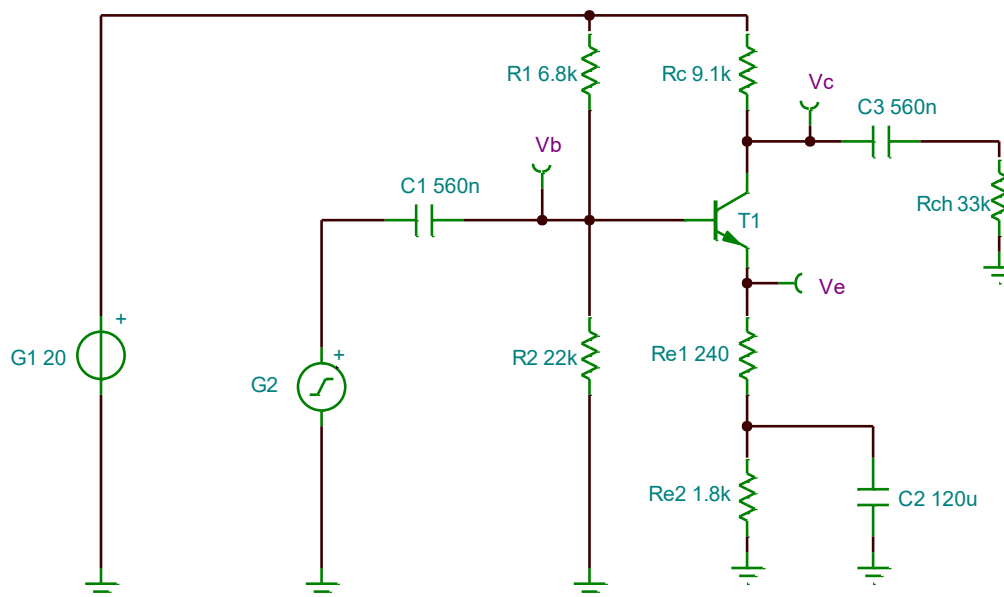 R1 6.8k
Rc 9.1k
Vc
C3 560n
Vb
C1 560n
T1
Rch 33k
Ve
+
G1 20
+
G2
R2 22k
Re1 240
Re2 1.8k
C2 120u